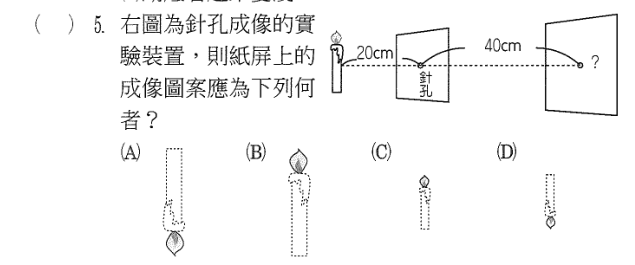 ( ) 5. 右圖為針孔成像的實
驗裝置，則紙屏上的
成像圖案應為下列何
者？
20cm
40cm
針孔
?
(A)
(B)
(C)
(D)